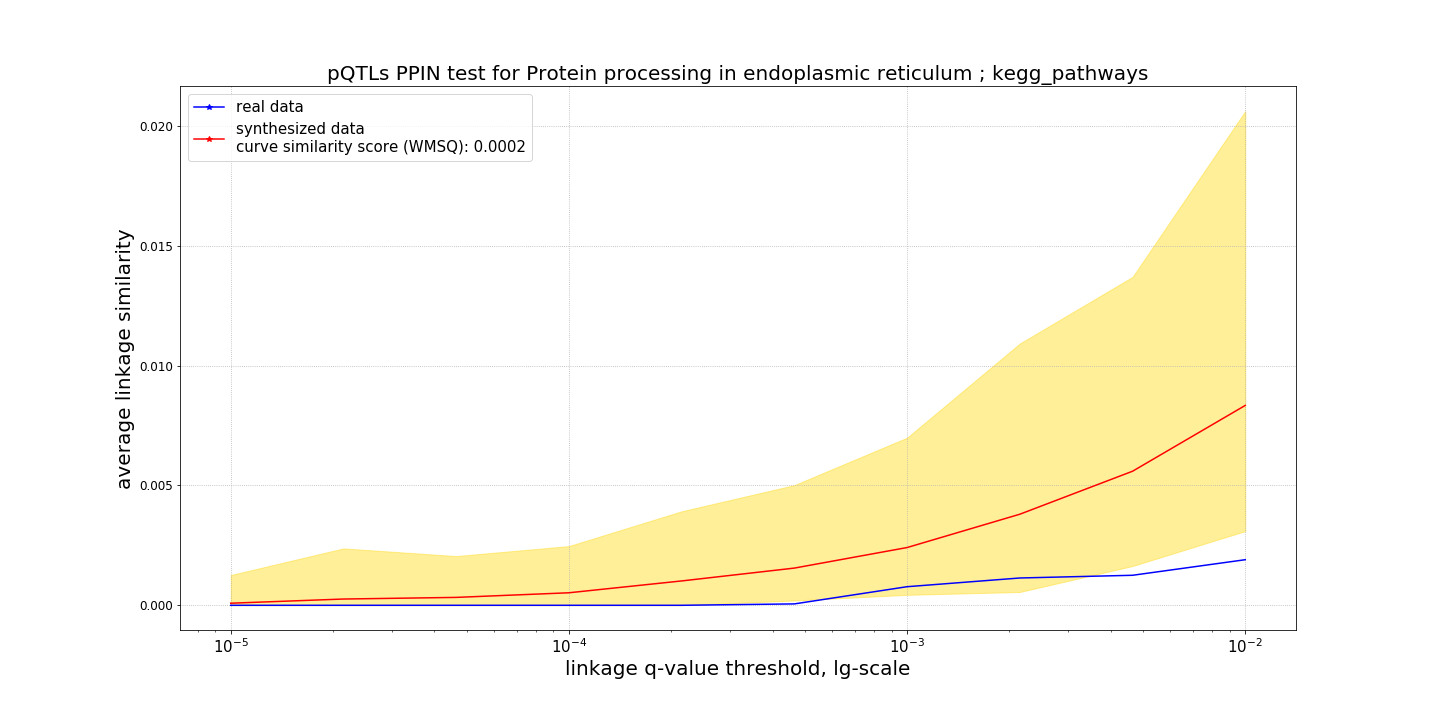 pQTLs PPIN test for Protein processing in endoplasmic reticulum ; kegg_pathways
real data
synthesized data
curve similarity score (WMSQ): 0.0002
average linkage similarity
0.020
0.015
0.010
0.005
0.000
10⁻⁵ 10⁻⁴ 10⁻³ 10⁻²
linkage q-value threshold, lg-scale